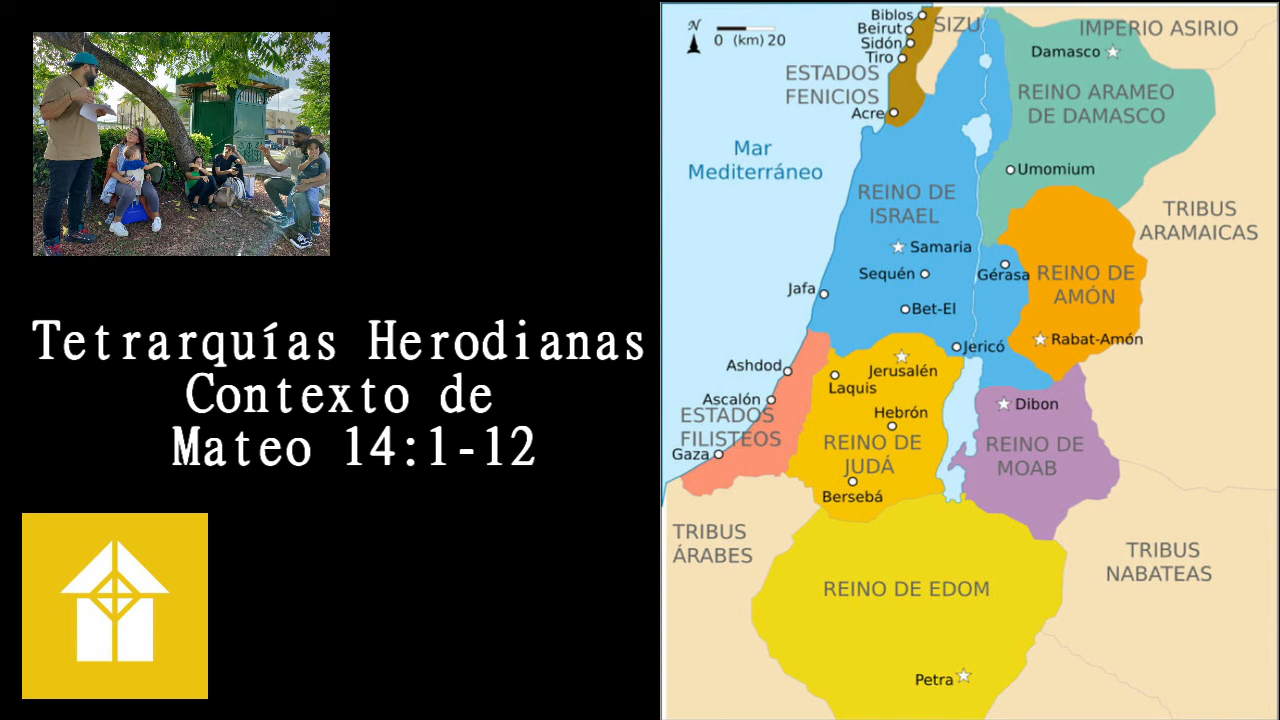 Tetrarquías Herodianas
Contexto de
Mateo 14:1-12
N
0 (km) 20
Biblos
Beirut
Sidón
Tiro
SIZU
IMPERIO ASIRIO
Damasco
ESTADOS
FENICIOS
REINO ARAMEO
DE DAMASCO
Acre
Mar
Mediterráneo
Umomium
REINO DE
ISRAEL
TRIBUS
ARAMAICAS
Samaria
Sequén
Gérasa
REINO DE
AMÓN
Jafa
Bet-El
Jericó
Rabat-Amón
Ashdod
Jerusalén
Laquis
Ascalón
ESTADOS
FILISTEOS
Hebrón
Dibon
Gaza
REINO DE
JUDÁ
REINO DE
MOAB
Bersebá
TRIBUS
ÁRABES
TRIBUS
NABATEAS
REINO DE EDOM
Petra